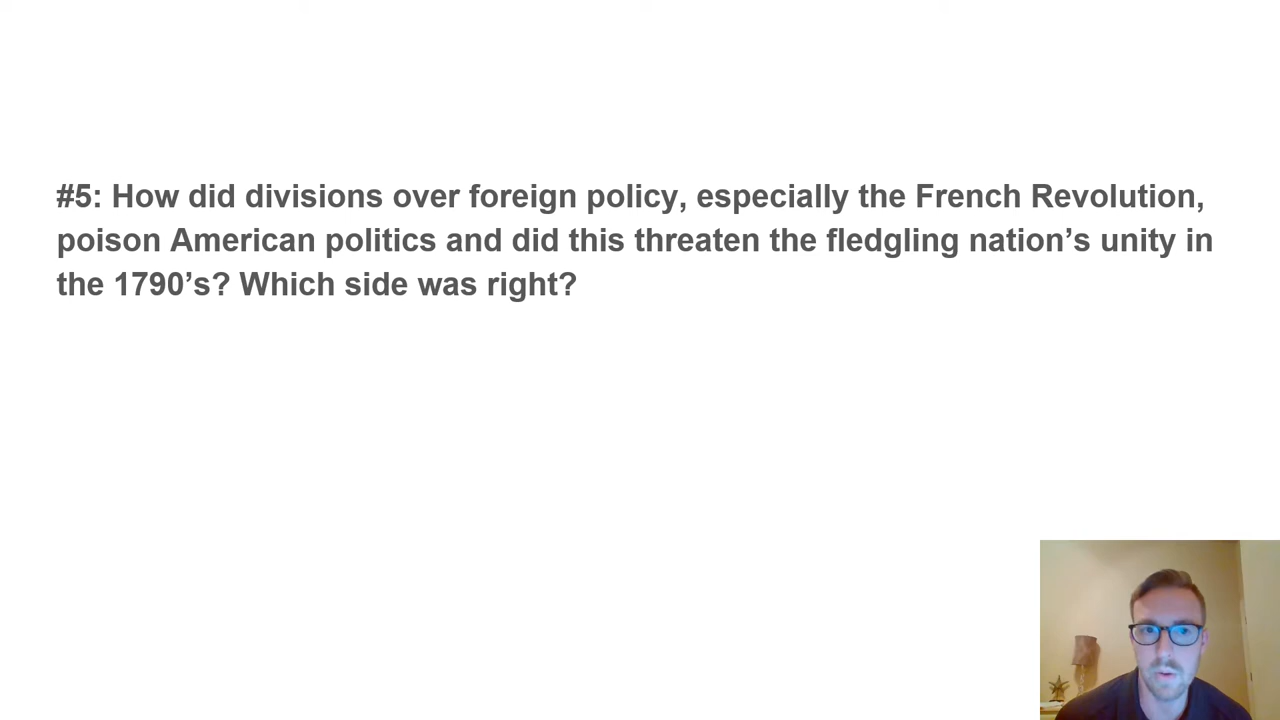 #5: How did divisions over foreign policy, especially the French Revolution,
poison American politics and did this threaten the fledgling nation’s unity in
the 1790’s? Which side was right?